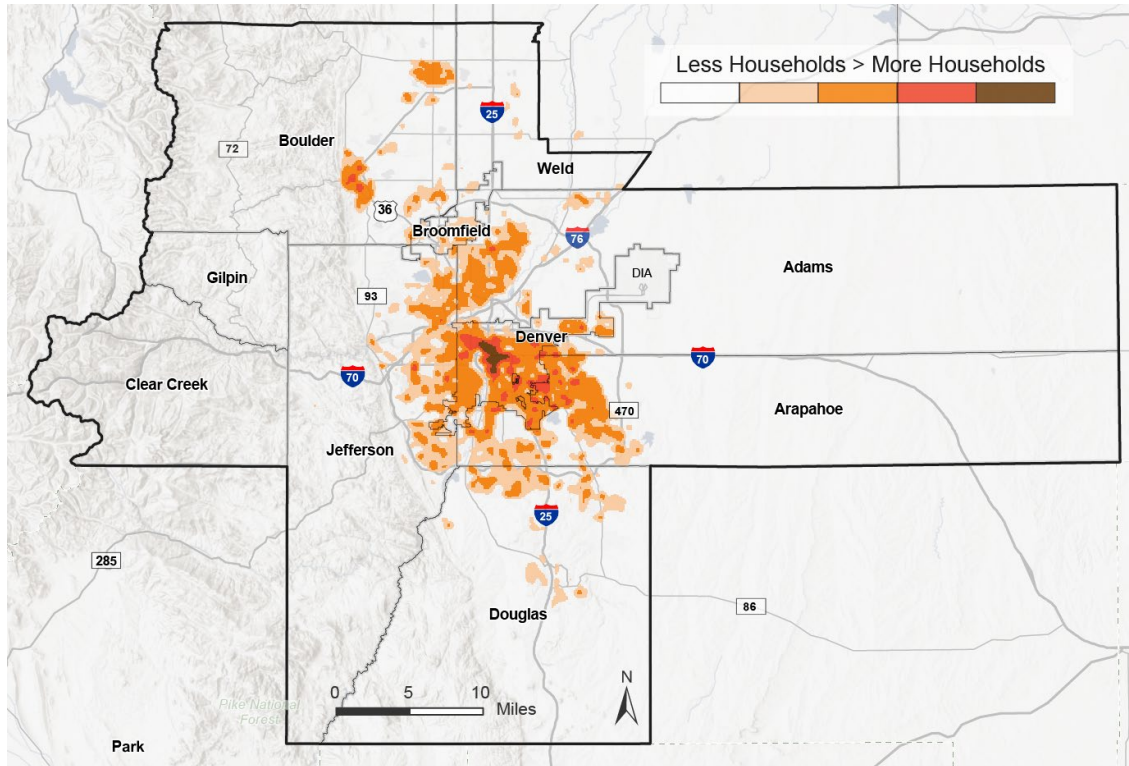 Less Households > More Households
25
Boulder
72
Weld
36
Broomfield
76
Adams
DIA
Gilpin
93
Denver
70
70
Clear Creek
470
Arapahoe
Jefferson
25
285
86
Douglas
N
0 5 10
Miles
Pike National
Forest
Park